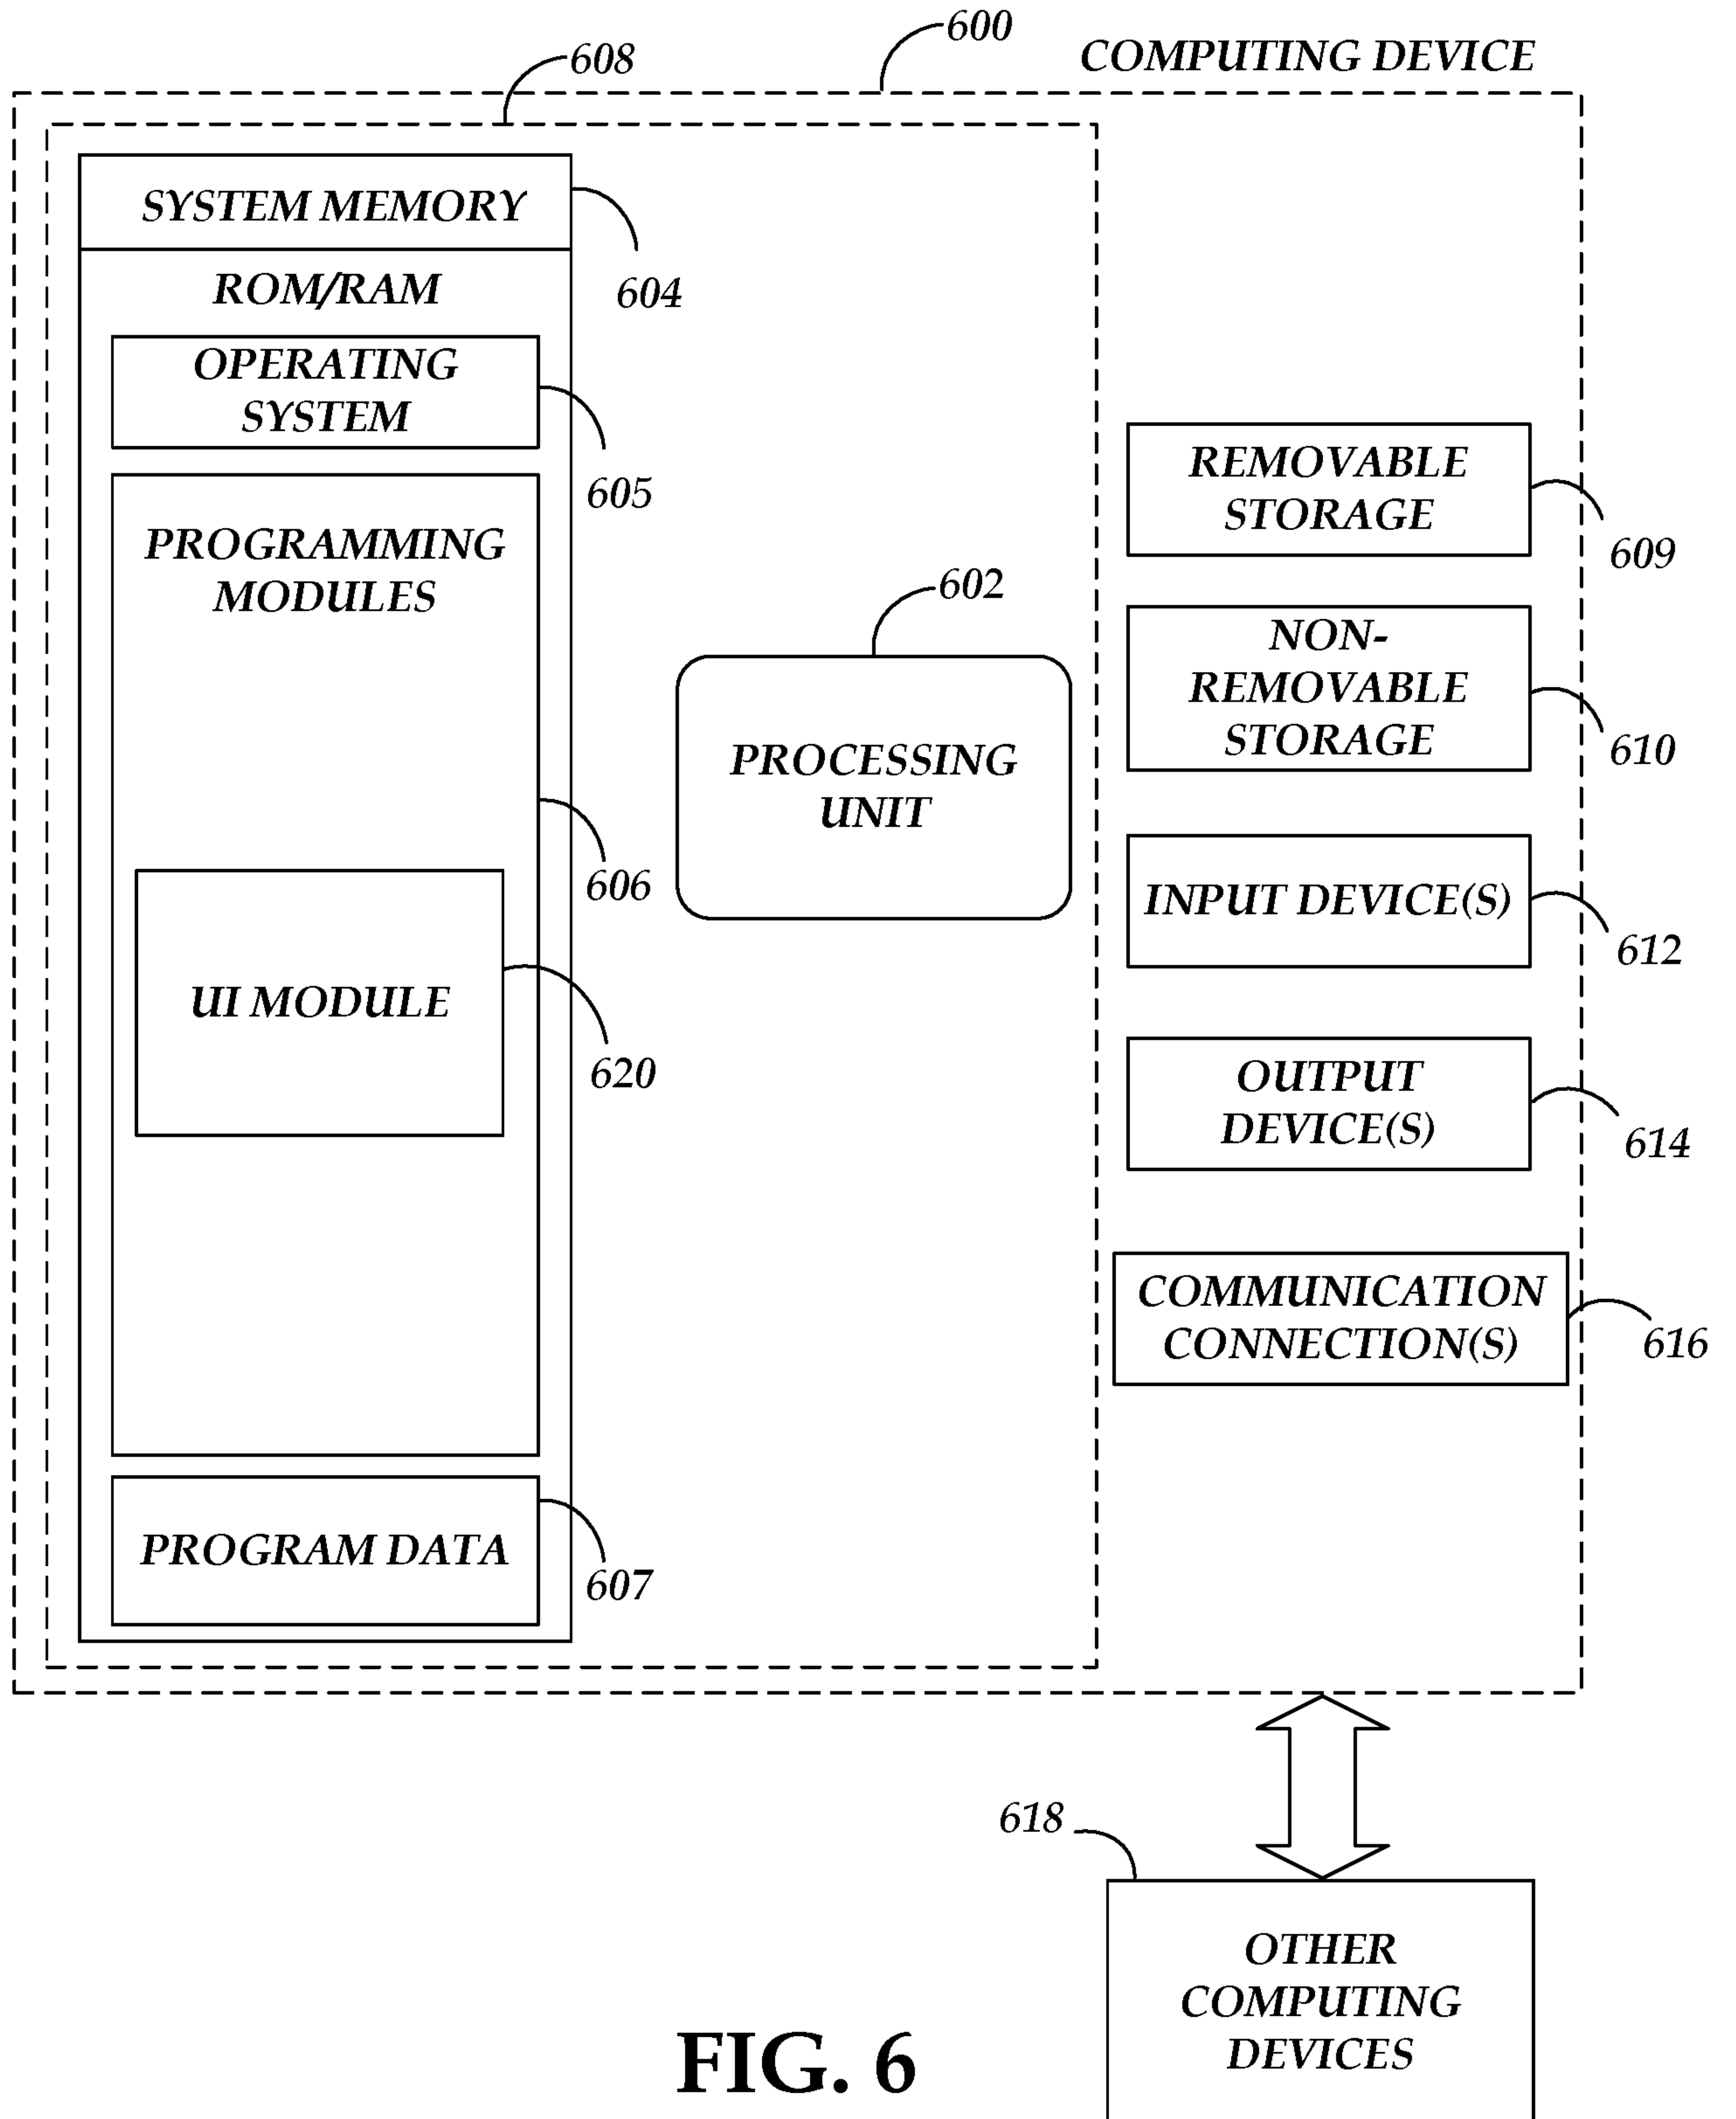 600
COMPUTING DEVICE
608
SYSTEM MEMORY
604
ROM/RAM
OPERATING
SYSTEM
605
PROGRAMMING
MODULES
606
UI MODULE
620
PROGRAM DATA
607
602
PROCESSING
UNIT
REMOVABLE
STORAGE
609
NON-
REMOVABLE
STORAGE
610
INPUT DEVICE(S)
612
OUTPUT
DEVICE(S)
614
COMMUNICATION
CONNECTION(S)
616
618
OTHER
COMPUTING
DEVICES
FIG. 6